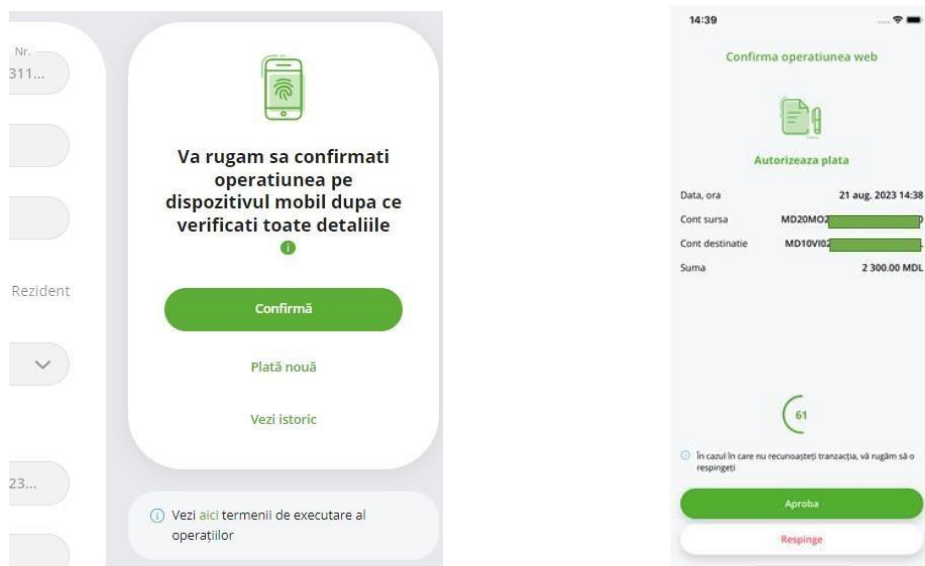 Nr.
311...
Rezident
23...
Va rugam sa confirmati
operatiunea pe
dispozitivul mobil dupa ce
verificati toate detaliile
Confirmă
Plată nouă
Vezi istoric
Vezi aici termenii de executare al
operațiilor
14:39
Confirma operatiunea web
Autorizeaza plata
Data, ora 21 aug. 2023 14:38
Cont sursa MD20MO2
Cont destinatie MD10VI02
Suma 2 300.00 MDL
61
În cazul în care nu recunoașteți tranzacția, vă rugăm să o
respingeți
Aproba
Respinge